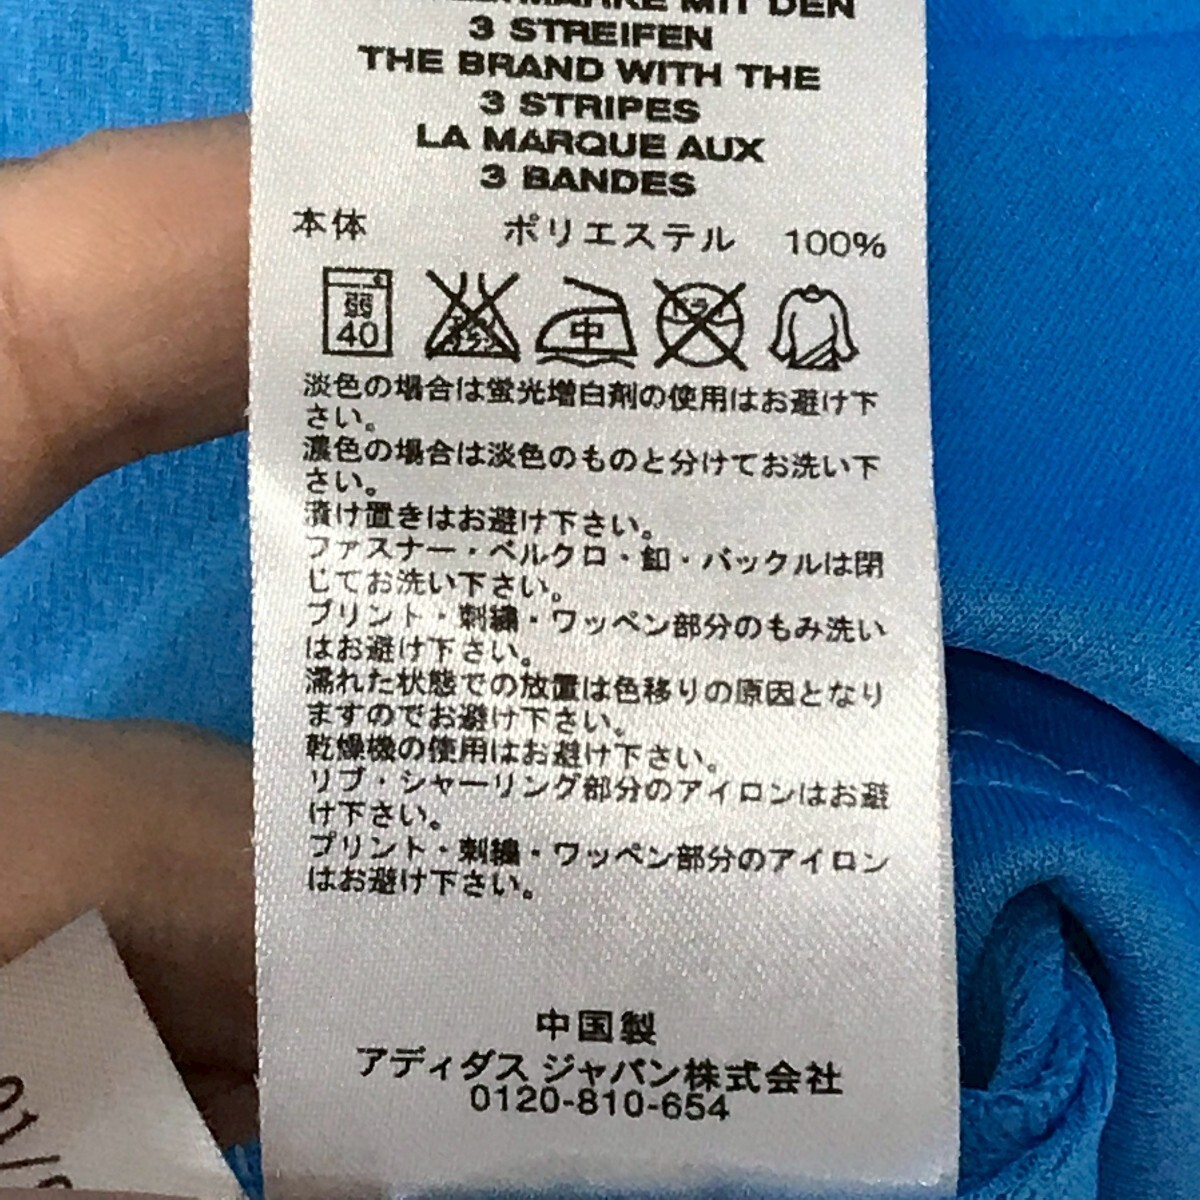 MARKE MIT DEN
3 STREIFEN
THE BRAND WITH THE
3 STRIPES
LA MARQUE AUX
3 BANDES
本体 ポリエステル 100%
弱 40 中 ドライ
淡色の場合は蛍光増白剤の使用はお避け下
さい。
濃色の場合は淡色のものと分けてお洗い下
さい。
漬け置きはお避け下さい。
ファスナー・ベルクロ・釦・バックルは閉
じてお洗い下さい。
プリント・刺繍・ワッペン部分のもみ洗い
はお避け下さい。
濡れた状態での放置は色移りの原因となり
ますのでお避け下さい。
乾燥機の使用はお避け下さい。
リブ・シャーリング部分のアイロンはお避
け下さい。
プリント・刺繍・ワッペン部分のアイロン
はお避け下さい。
中国製
アディダス ジャパン株式会社
0120-810-654